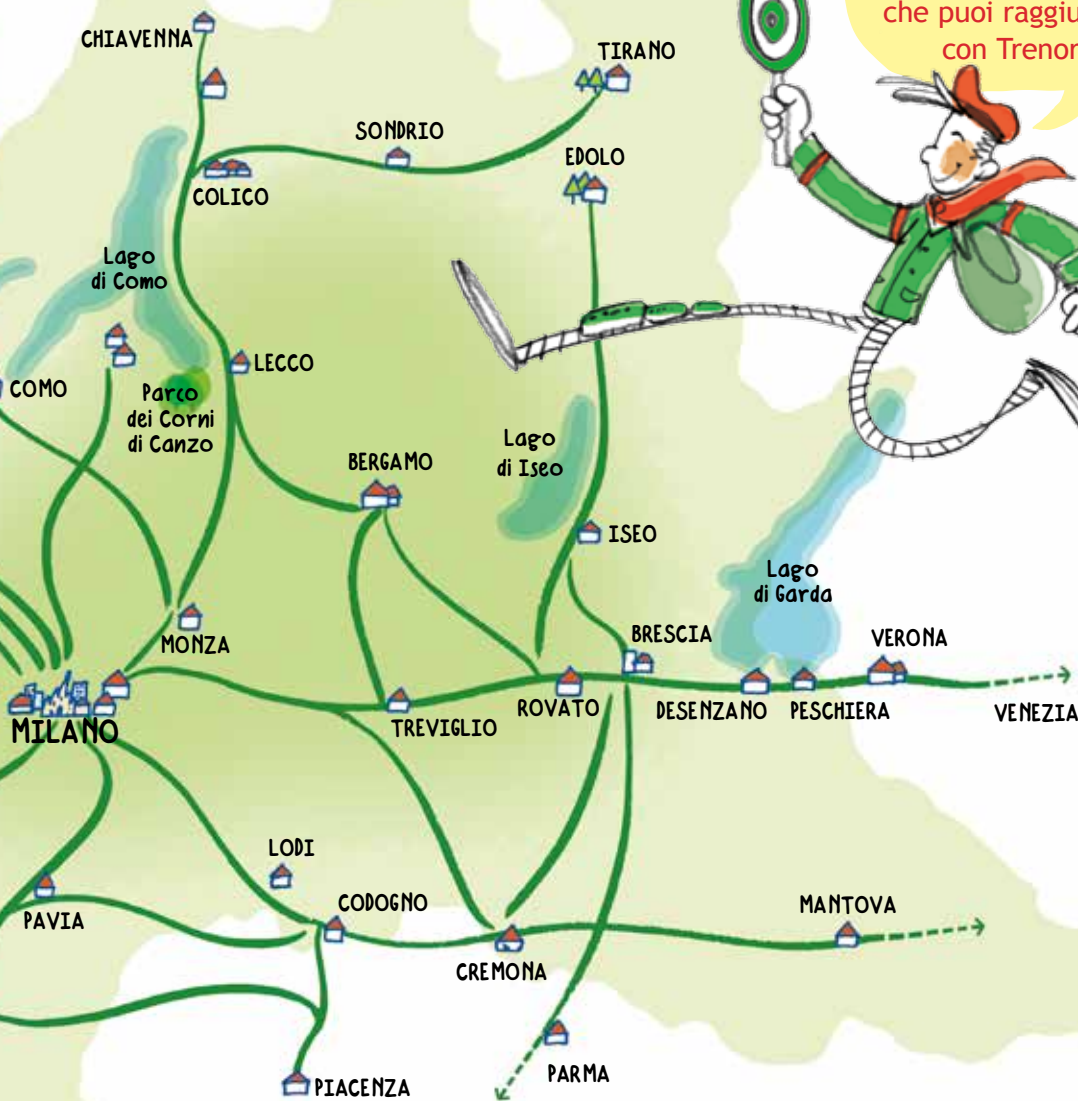 che puoi
con
CHIAVENNA
TIRANO
SONDRIO
EDOLO
COLICO
Lago
di Como
LECCO
COMO
Parco
dei Corni
di Canzo
Lago
di Iseo
BERGAMO
ISEO
Lago
di Garda
MONZA
BRESCIA
VERONA
MILANO
TREVIGLIO
ROVATO
DESENZANO
PESCHIERA
VENEZIA
LODI
CODOGNO
PAVIA
MANTOVA
CREMONA
PARMA
PIACENZA